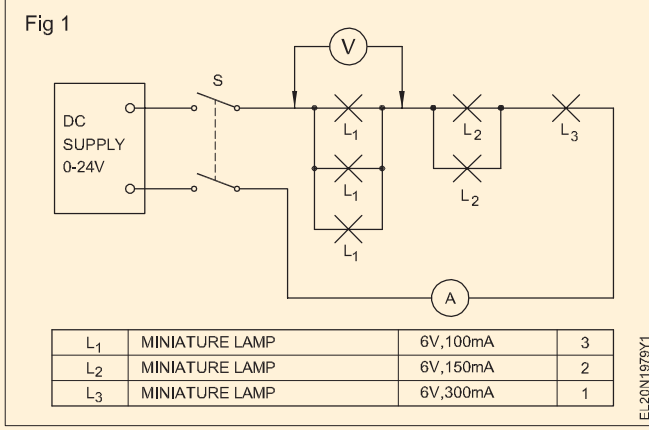 Fig 1
V
S
DC
SUPPLY
0-24V
L1
L2
L3
L1
L2
L1
A
L1 MINIATURE LAMP 6V,100mA 3
L2 MINIATURE LAMP 6V,150mA 2
L3 MINIATURE LAMP 6V,300mA 1
EL20N1979Y1